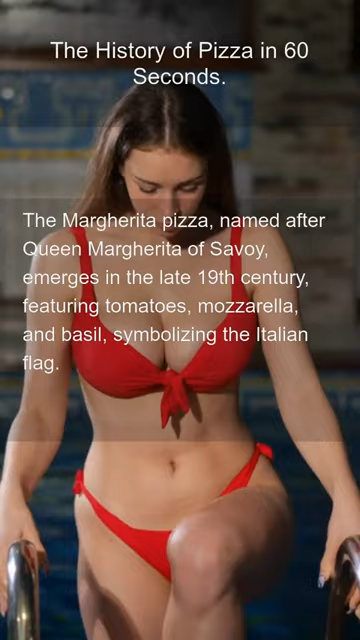 The History of Pizza in 60
Seconds.
The Margherita pizza, named after
Queen Margherita of Savoy,
emerges in the late 19th century,
featuring tomatoes, mozzarella,
and basil, symbolizing the Italian
flag.